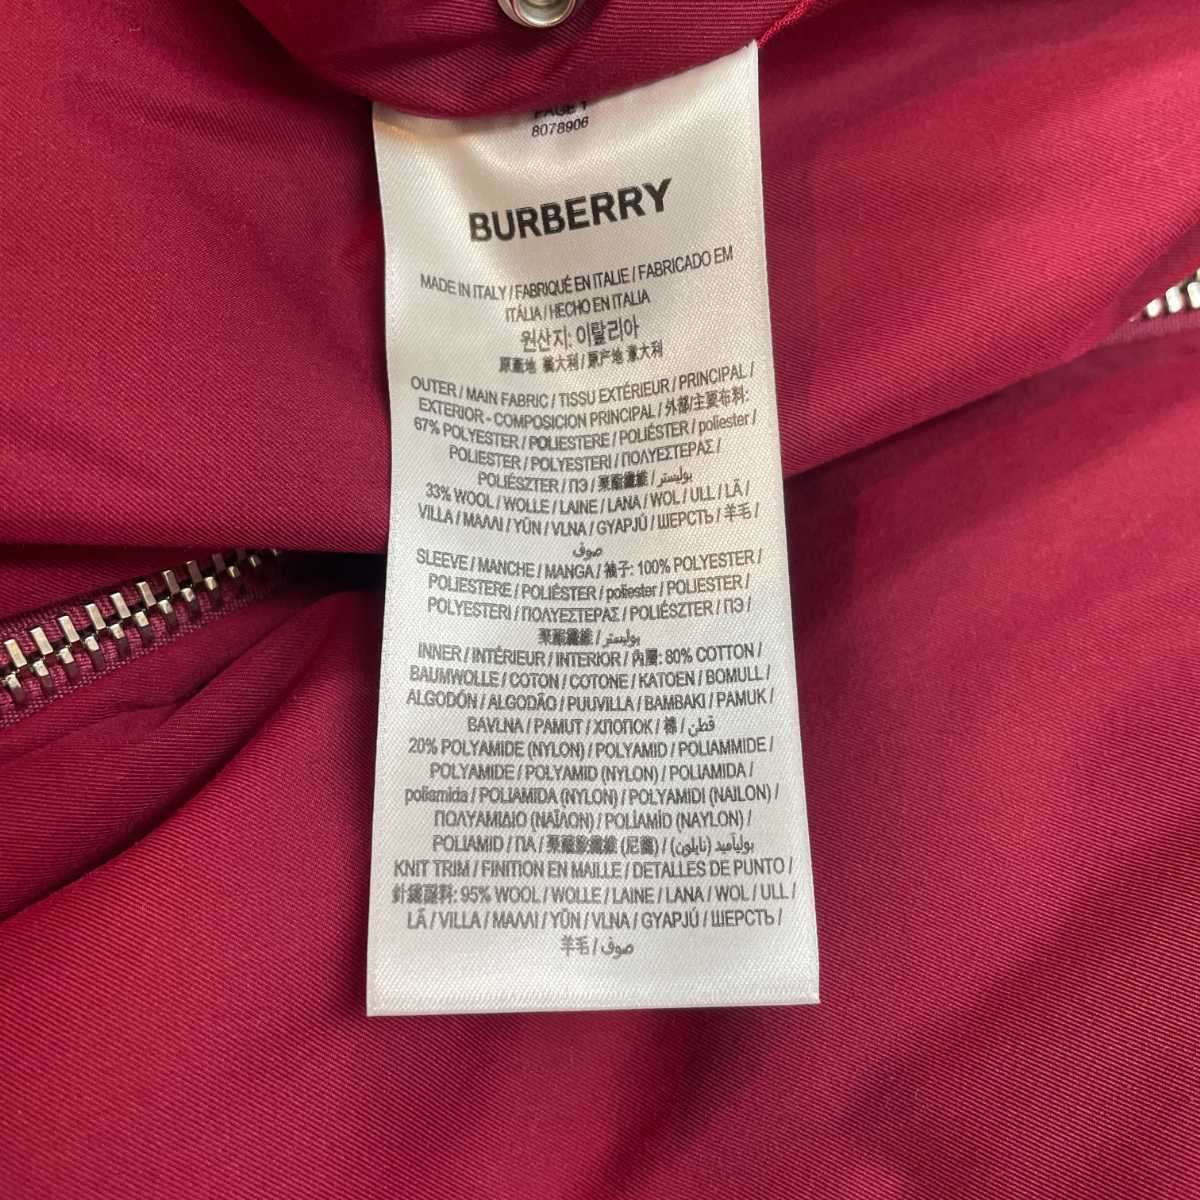 PAGE 1
8078906
BURBERRY
MADE IN ITALY / FABRIQUÉ EN ITALIE / FABRICADO EM
ITÁLIA / HECHO EN ITALIA
원산지: 이탈리아
原產地 義大利 / 原产地 意大利
OUTER / MAIN FABRIC / TISSU EXTÉRIEUR / PRINCIPAL /
EXTERIOR - COMPOSICION PRINCIPAL / 外部/主要布料:
67% POLYESTER / POLIESTERE / POLIÉSTER / poliester /
POLIESTER / POLYESTERI / ΠΟΛΥΕΣΤΕΡΑΣ /
POLIÉSZTER / ПЭ / 聚酯纖維 / بوليستر /
33% WOOL / WOLLE / LAINE / LANA / WOL / ULL / LÃ /
VILLA / ΜΑΛΛΙ / YÜN / VLNA / GYAPJÚ / ШЕРСТЬ / 羊毛 /
صوف
SLEEVE / MANCHE / MANGA / 袖子: 100% POLYESTER /
POLIESTERE / POLIÉSTER / poliester / POLIESTER /
POLYESTERI / ΠΟΛΥΕΣΤΕΡΑΣ / POLIÉSZTER / ПЭ /
聚酯纖維 / بوليستر /
INNER / INTÉRIEUR / INTERIOR / 內層: 80% COTTON /
BAUMWOLLE / COTON / COTONE / KATOEN / BOMULL /
ALGODÓN / ALGODÃO / PUUVILLA / BAMBAKI / PAMUK /
BAVLNA / PAMUT / ХЛОПОК / 棉 / قطن /
20% POLYAMIDE (NYLON) / POLYAMID / POLIAMMIDE /
POLYAMIDE / POLYAMID (NYLON) / POLIAMIDA /
poliamida / POLIAMIDA (NYLON) / POLYAMIDI (NAILON) /
ΠΟΛΥΑΜΙΔΙΟ (ΝΑΪΛΟΝ) / POLİAMİD (NAYLON) /
POLIAMID / ПА / 聚醯胺纖維 (尼龍) / بولياميد (نايلون) /
KNIT TRIM / FINITION EN MAILLE / DETALLES DE PUNTO /
針織副料: 95% WOOL / WOLLE / LAINE / LANA / WOL / ULL /
LÃ / VILLA / ΜΑΛΛΙ / YÜN / VLNA / GYAPJÚ / ШЕРСТЬ /
羊毛 / صوف